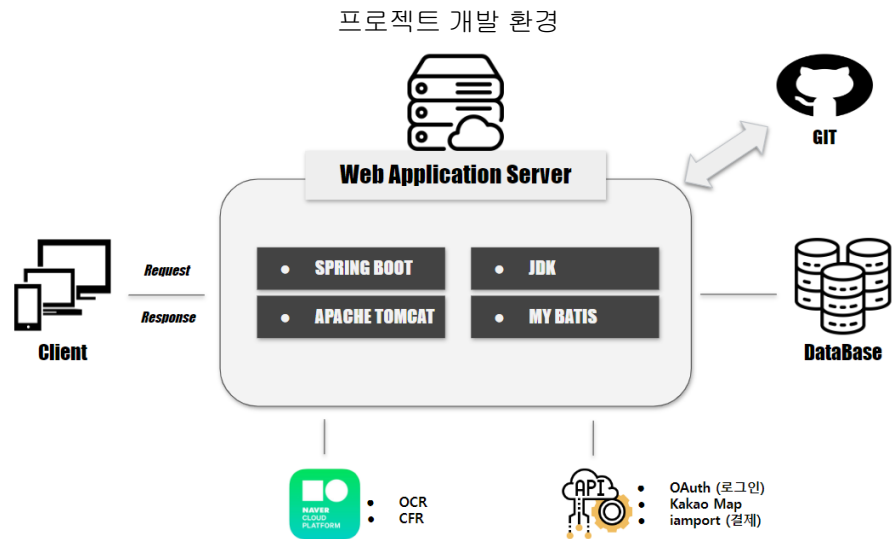 프로젝트 개발 환경
GIT
Web Application Server
Request
Response
Client
• SPRING BOOT
• JDK
• APACHE TOMCAT
• MY BATIS
DataBase
NAVER
CLOUD
PLATFORM
• OCR
• CFR
API
• OAuth (로그인)
• Kakao Map
• iamport (결제)